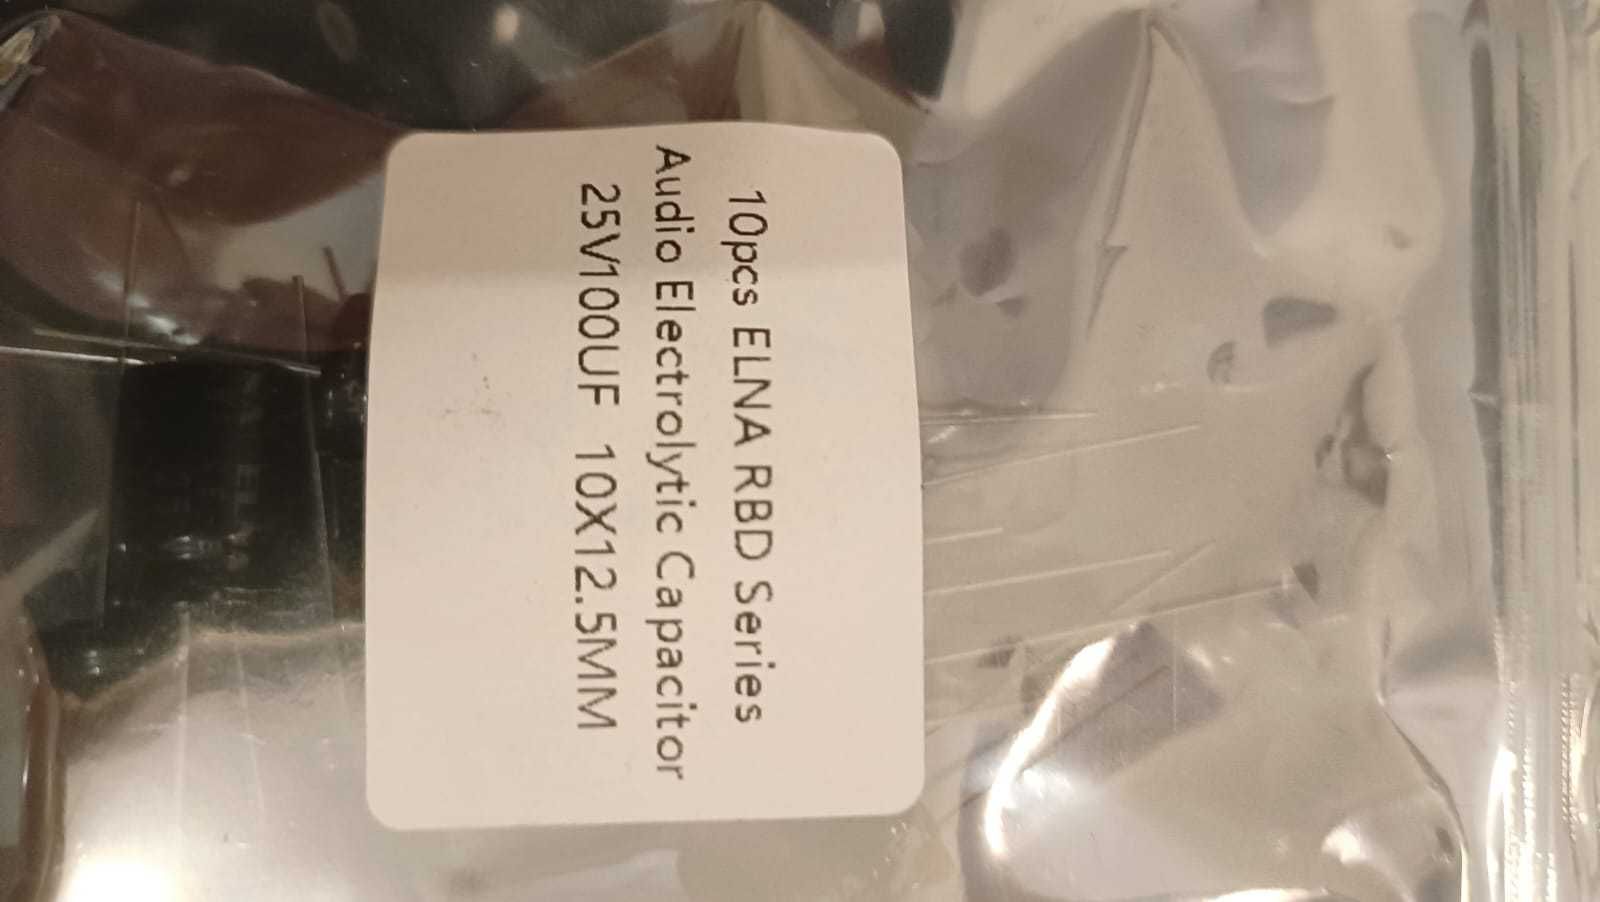 10pcs ELNA RBD Series
Audio Electrolytic Capacitor
25V100UF 10X12.5MM